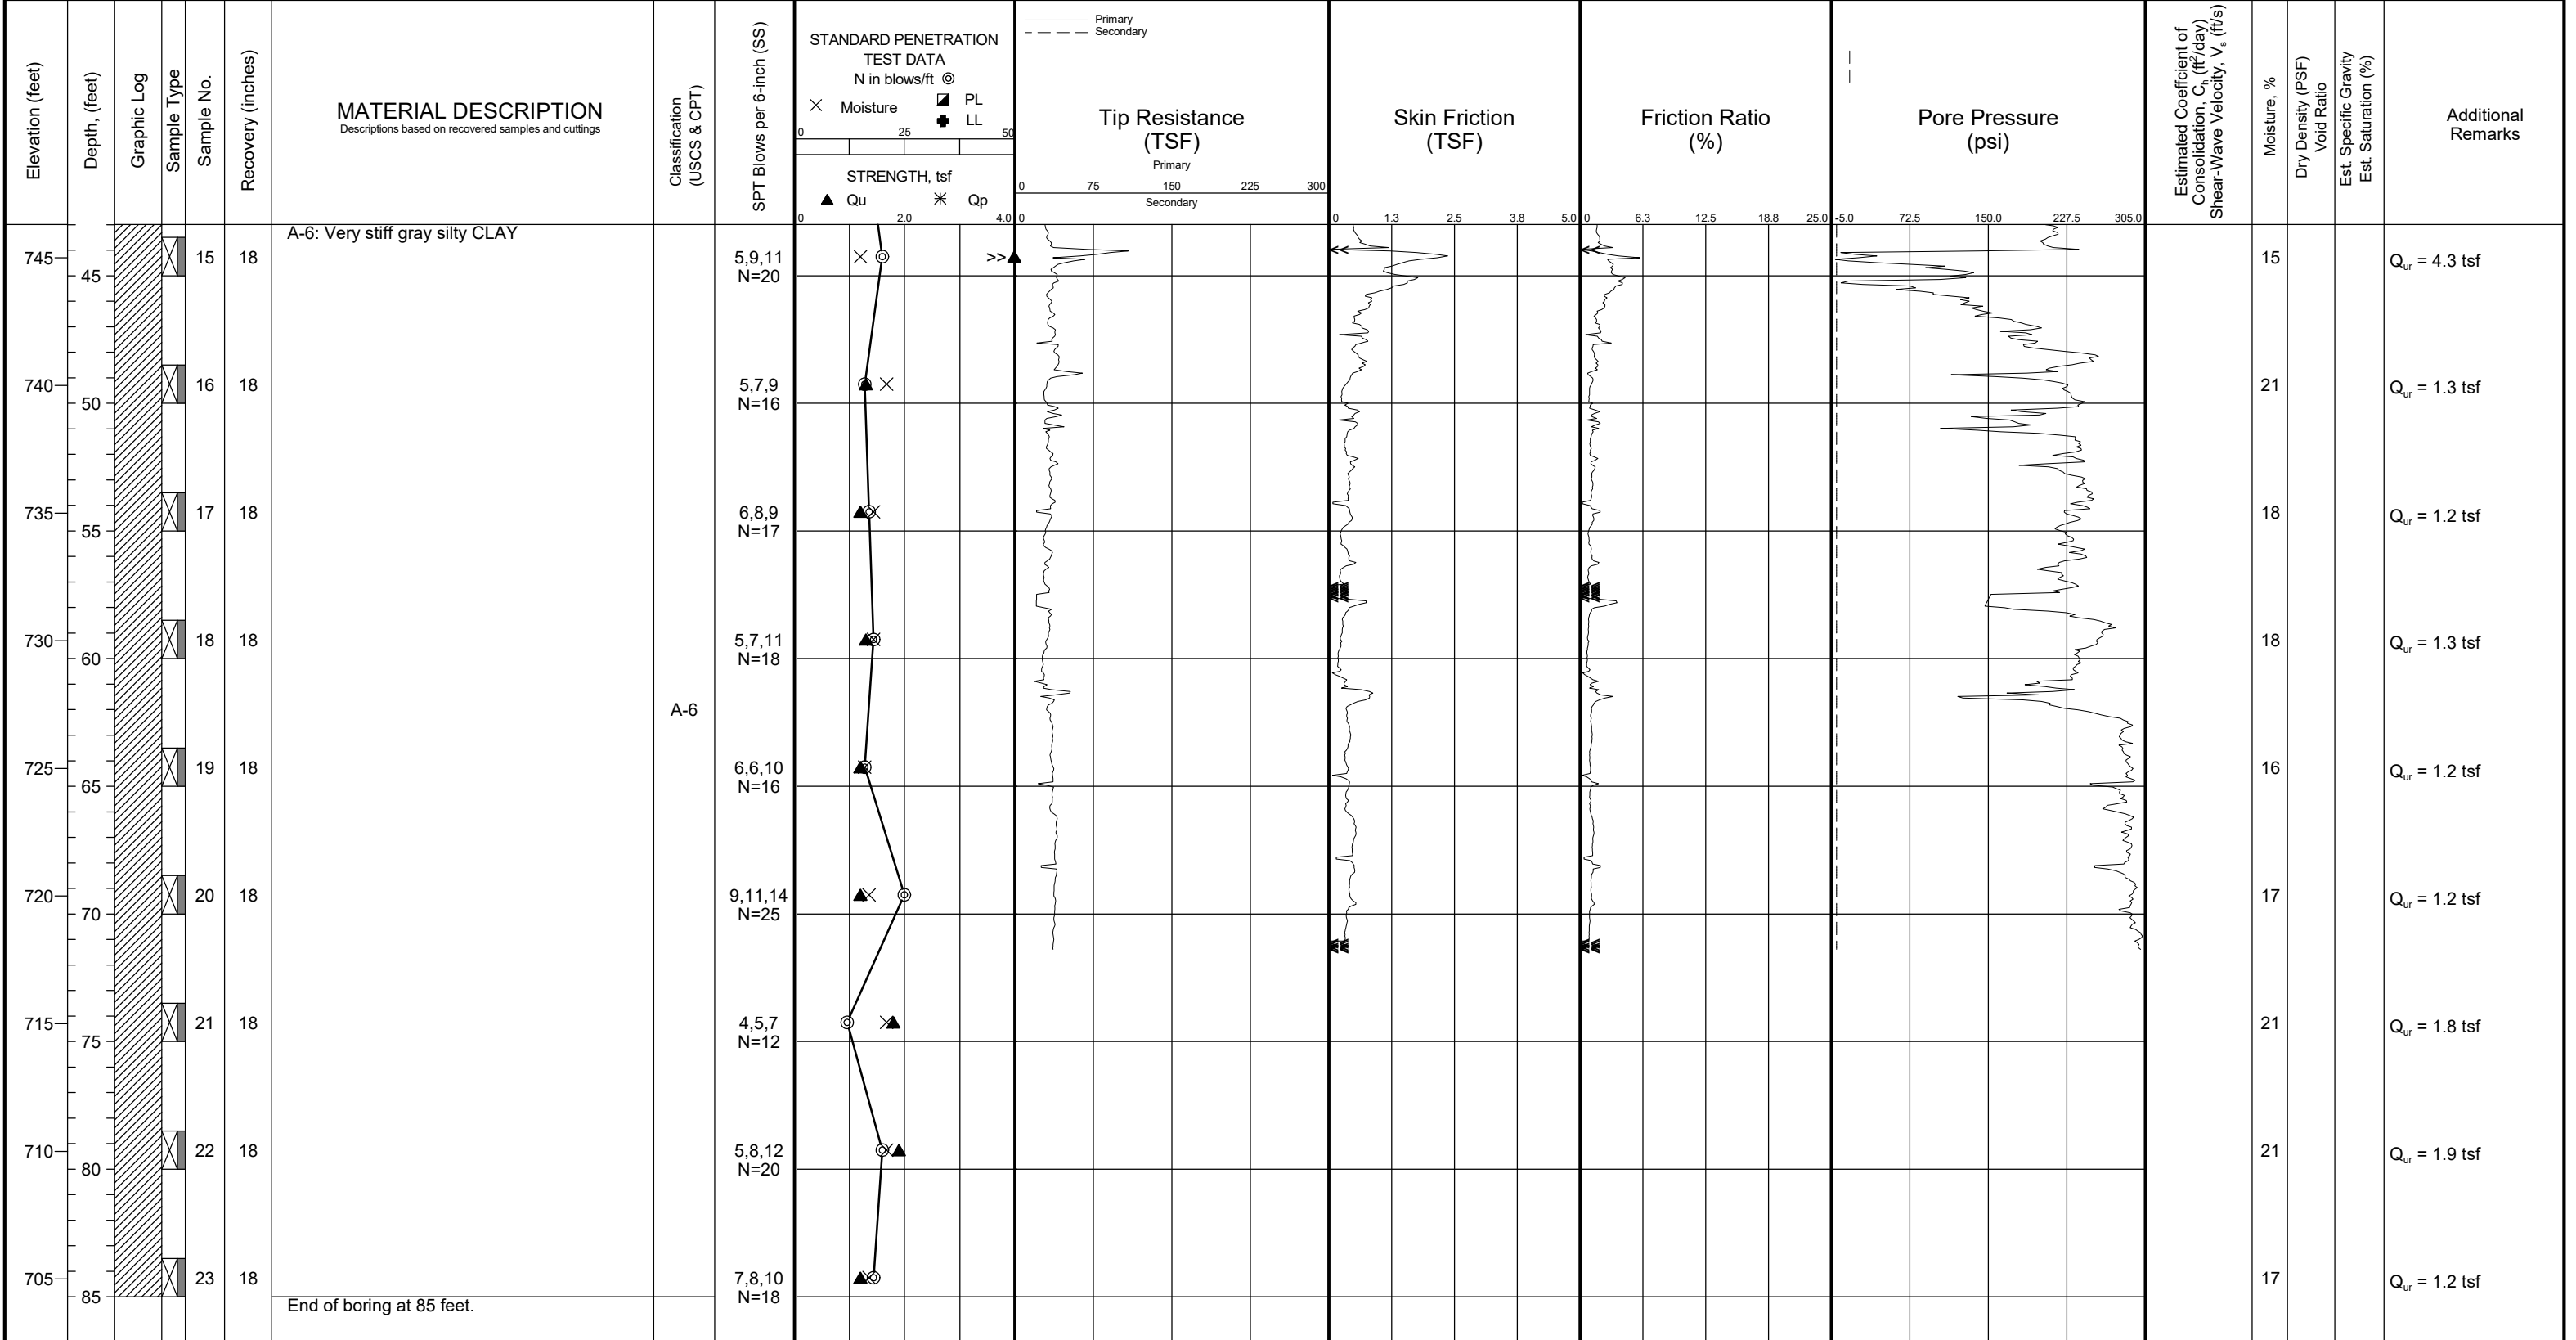 Elevation (feet)
Depth, (feet)
Graphic Log
Sample Type
Sample No.
Recovery (inches)
MATERIAL DESCRIPTION
Descriptions based on recovered samples and cuttings
Classification
(USCS & CPT)
SPT Blows per 6-inch (SS)
STANDARD PENETRATION
TEST DATA
N in blows/ft
Moisture
PL
LL
0 25 50
STRENGTH, tsf
Qu Qp
0 2.0 4.0
Primary
Secondary
Tip Resistance
(TSF)
Primary
0 75 150 225 300
Secondary
0
Skin Friction
(TSF)
0 1.3 2.5 3.8 5.0
Friction Ratio
(%)
0 6.3 12.5 18.8 25.0
Pore Pressure
(psi)
-5.0 72.5 150.0 227.5 305.0
Estimated Coeffcient of
Consolidation, Cₕ (ft²/day)
Shear-Wave Velocity, Vₛ (ft/s)
Moisture, %
Dry Density (PSF)
Void Ratio
Est. Specific Gravity
Est. Saturation (%)
Additional
Remarks
A-6: Very stiff gray silty CLAY
745 15 18 5,9,11 >> 15 Qur = 4.3 tsf
45 N=20
740 16 18 5,7,9 21 Qur = 1.3 tsf
50 N=16
735 17 18 6,8,9 18 Qur = 1.2 tsf
55 N=17
730 18 18 5,7,11 18 Qur = 1.3 tsf
60 N=18
A-6
725 19 18 6,6,10 16 Qur = 1.2 tsf
65 N=16
720 20 18 9,11,14 17 Qur = 1.2 tsf
70 N=25
715 21 18 4,5,7 21 Qur = 1.8 tsf
75 N=12
710 22 18 5,8,12 21 Qur = 1.9 tsf
80 N=20
705 23 18 7,8,10 17 Qur = 1.2 tsf
85 N=18
End of boring at 85 feet.